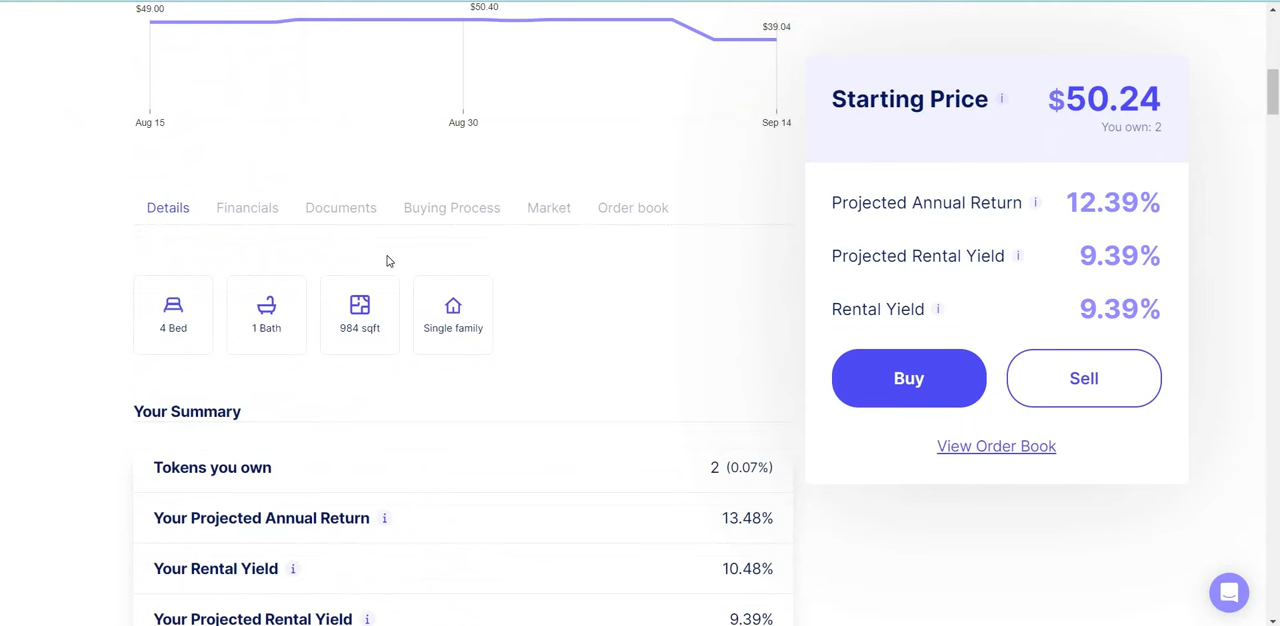 $49.00
$50.40
$39.04
Aug 15
Aug 30
Sep 14
Starting Price i
$50.24
You own: 2
Projected Annual Return i 12.39%
Projected Rental Yield i 9.39%
Rental Yield i 9.39%
Buy
Sell
View Order Book
Details Financials Documents Buying Process Market Order book
4 Bed
1 Bath
984 sqft
Single family
Your Summary
Tokens you own 2 (0.07%)
Your Projected Annual Return i 13.48%
Your Rental Yield i 10.48%
Your Projected Rental Yield i 9.39%